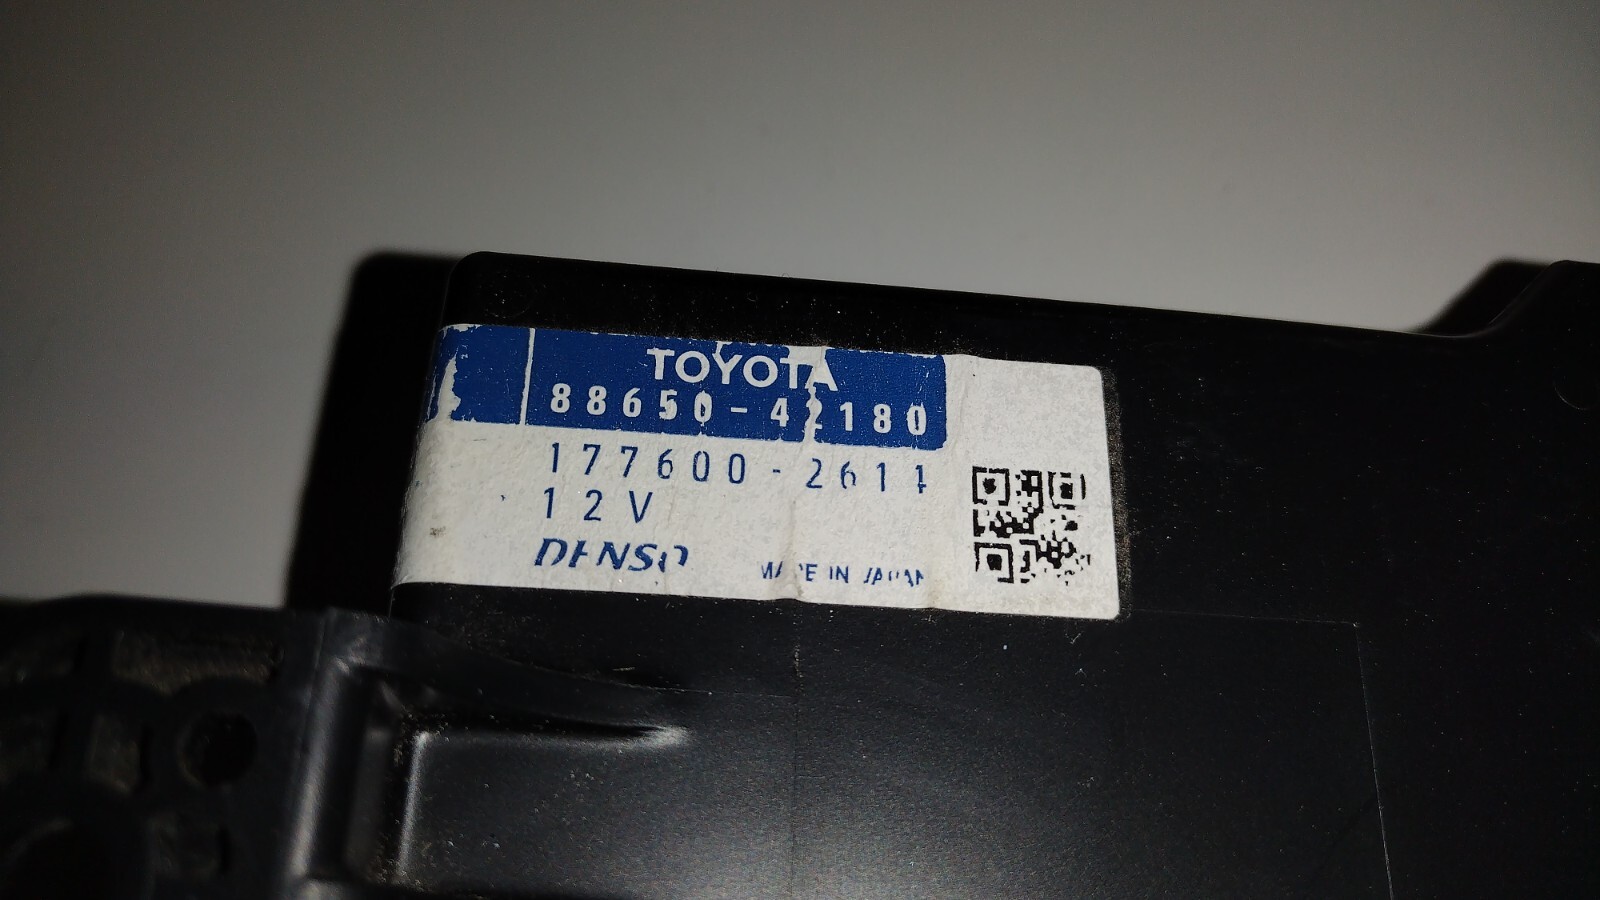 TOYOTA
88650-42180
177600-2611
12V
DENSO
MADE IN JAPAN